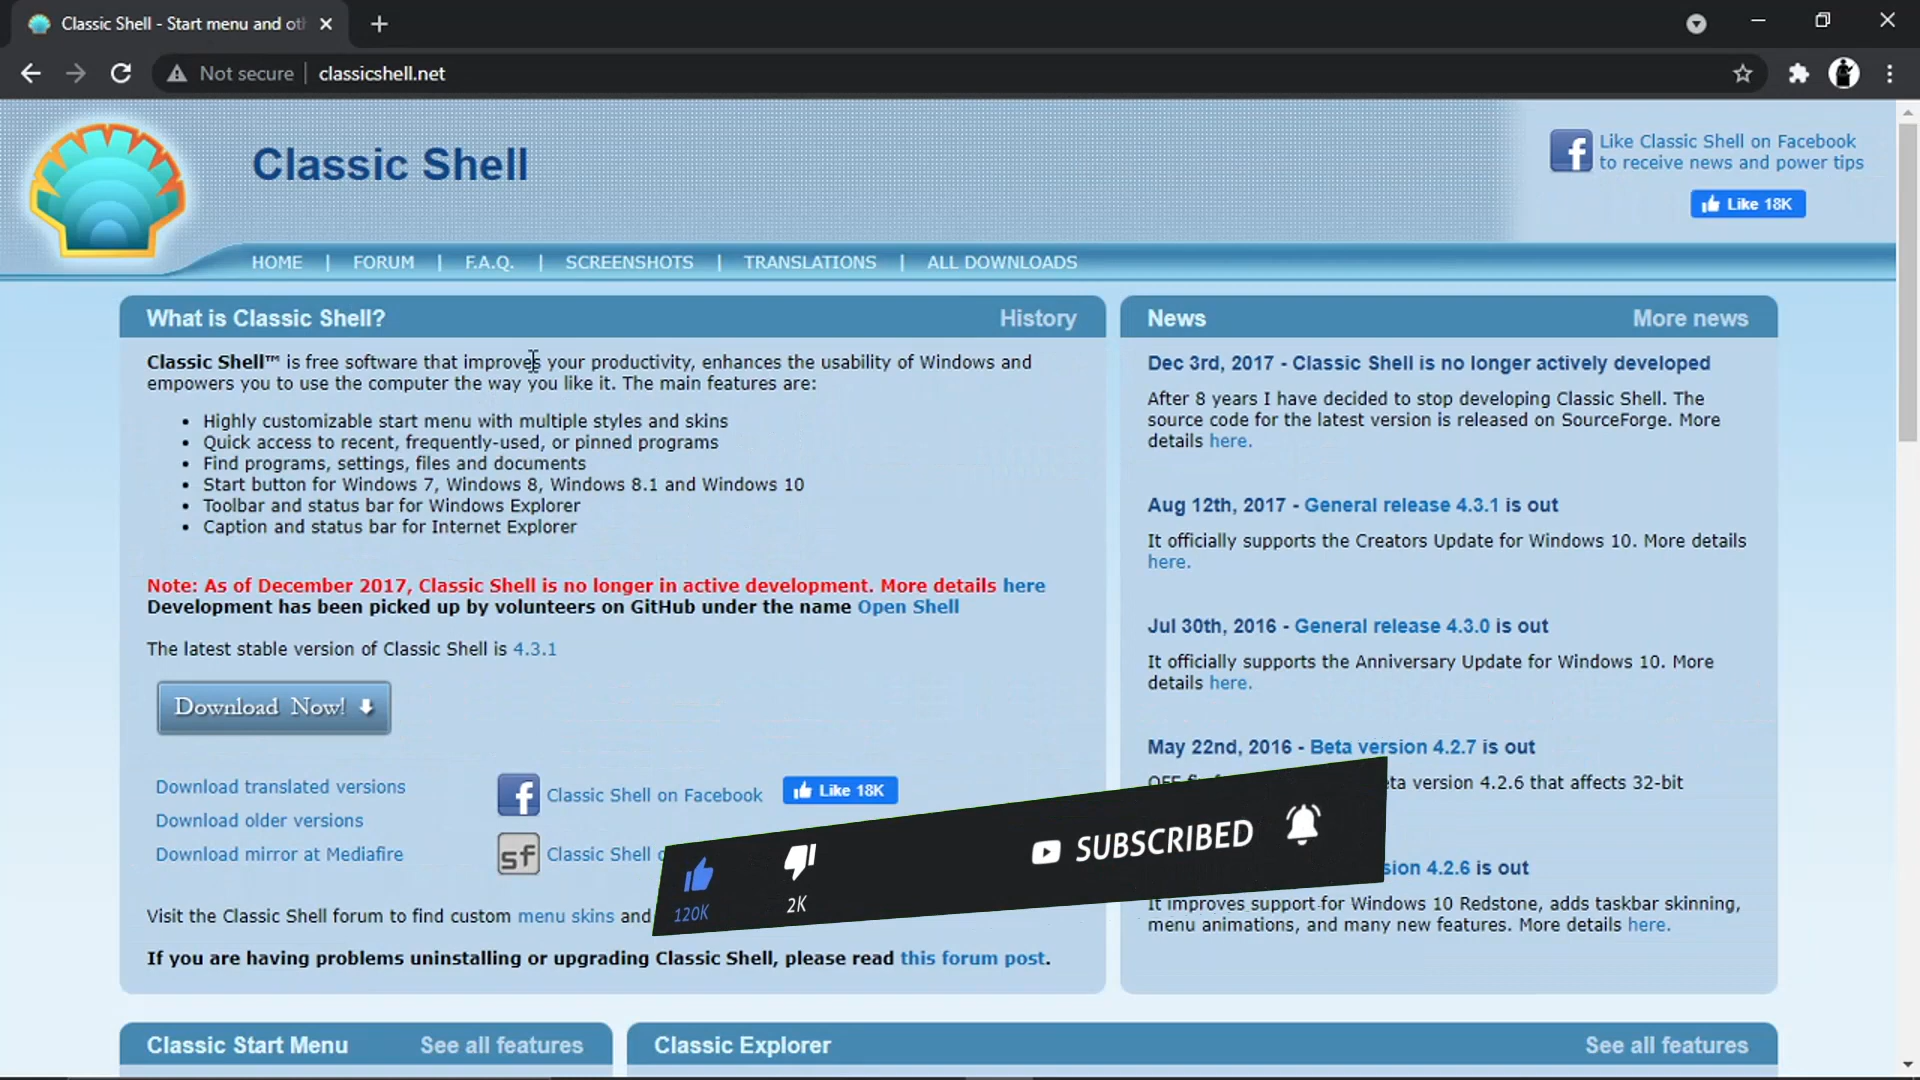 Classic Shell - Start menu and oth
Not secure
classicshell.net
Classic Shell
Like Classic Shell on Facebook
to receive news and power tips
Like 18K
HOME | FORUM | F.A.Q. | SCREENSHOTS | TRANSLATIONS | ALL DOWNLOADS
What is Classic Shell?
History
Classic Shell™ is free software that improves your productivity, enhances the usability of Windows and
empowers you to use the computer the way you like it. The main features are:
• Highly customizable start menu with multiple styles and skins
• Quick access to recent, frequently-used, or pinned programs
• Find programs, settings, files and documents
• Start button for Windows 7, Windows 8, Windows 8.1 and Windows 10
• Toolbar and status bar for Windows Explorer
• Caption and status bar for Internet Explorer
Note: As of December 2017, Classic Shell is no longer in active development. More details here
Development has been picked up by volunteers on GitHub under the name Open Shell
The latest stable version of Classic Shell is 4.3.1
Download Now!
Download translated versions
Download older versions
Download mirror at Mediafire
f
Classic Shell on Facebook
Like 18K
sf
Classic Shell
Visit the Classic Shell forum to find custom menu skins and
If you are having problems uninstalling or upgrading Classic Shell, please read this forum post.
News
More news
Dec 3rd, 2017 - Classic Shell is no longer actively developed
After 8 years I have decided to stop developing Classic Shell. The
source code for the latest version is released on SourceForge. More
details here.
Aug 12th, 2017 - General release 4.3.1 is out
It officially supports the Creators Update for Windows 10. More details
here.
Jul 30th, 2016 - General release 4.3.0 is out
It officially supports the Anniversary Update for Windows 10. More
details here.
May 22nd, 2016 - Beta version 4.2.7 is out
version 4.2.6 that affects 32-bit
4.2.6 is out
It improves support for Windows 10 Redstone, adds taskbar skinning,
menu animations, and many new features. More details here.
120K
2K
SUBSCRIBED
Classic Start Menu
See all features
Classic Explorer
See all features